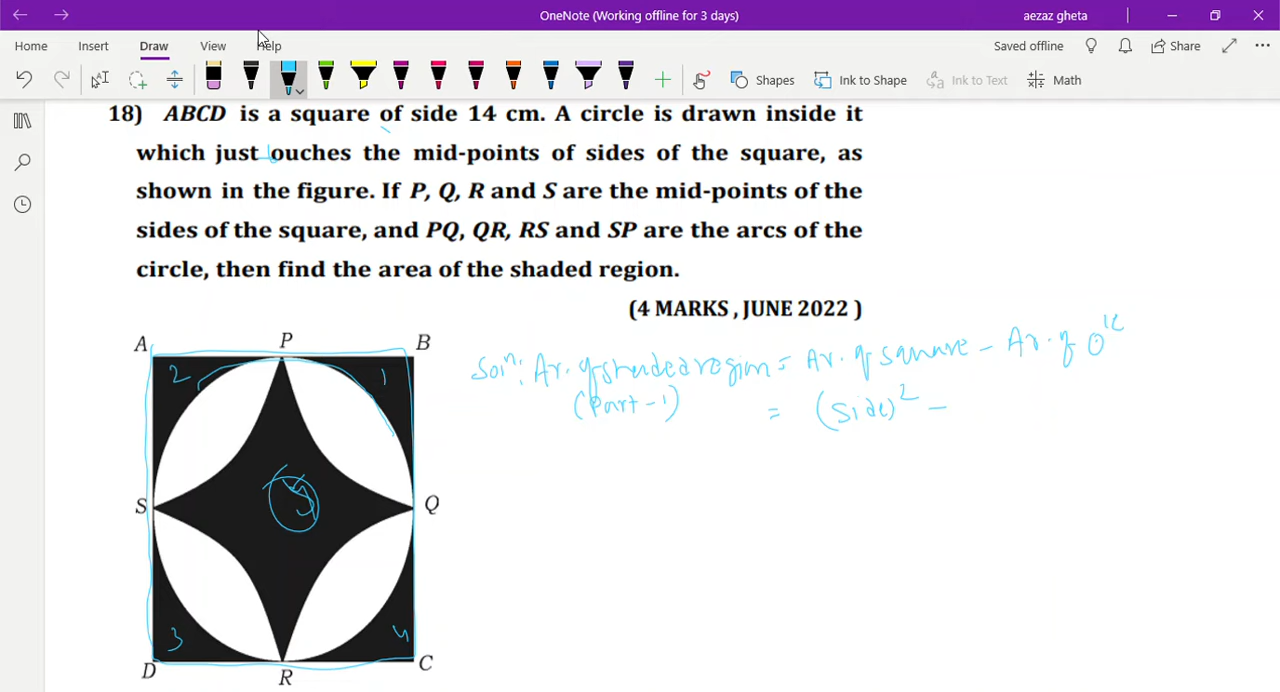 OneNote (Working offline for 3 days)
aezaz gheta
Home Insert Draw View Help
Saved offline Share
Shapes Ink to Shape Ink to Text Math
18) ABCD is a square of side 14 cm. A circle is drawn inside it
which just touches the mid-points of sides of the square, as
shown in the figure. If P, Q, R and S are the mid-points of the
sides of the square, and PQ, QR, RS and SP are the arcs of the
circle, then find the area of the shaded region.
(4 MARKS , JUNE 2022 )
A P B
2 1
Soln: Ar. of shaded region = Ar. of square - Ar. of O
(Part-1) = (side)² -
S Q
3 4
D R C